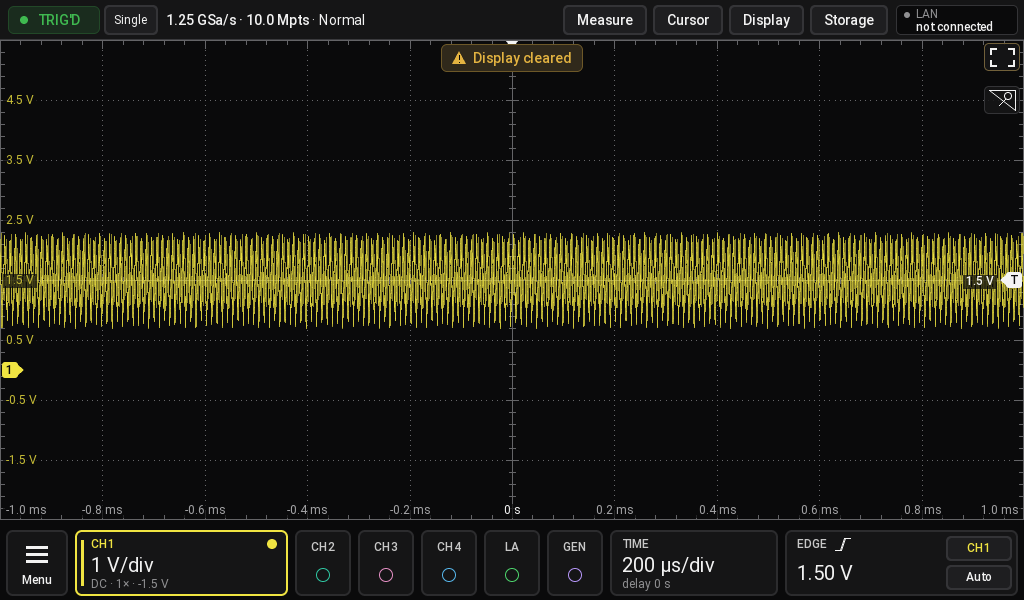 TRIG'D
Single
1.25 GSa/s · 10.0 Mpts · Normal
Measure
Cursor
Display
Storage
LAN
not connected
Display cleared
4.5 V
3.5 V
2.5 V
1.5 V
1.5 V
T
0.5 V
1
-0.5 V
-1.5 V
-1.0 ms
-0.8 ms
-0.6 ms
-0.4 ms
-0.2 ms
0 s
0.2 ms
0.4 ms
0.6 ms
0.8 ms
1.0 ms
Menu
CH1
1 V/div
DC · 1× · -1.5 V
CH2
CH3
CH4
LA
GEN
TIME
200 µs/div
delay 0 s
EDGE
1.50 V
CH1
Auto